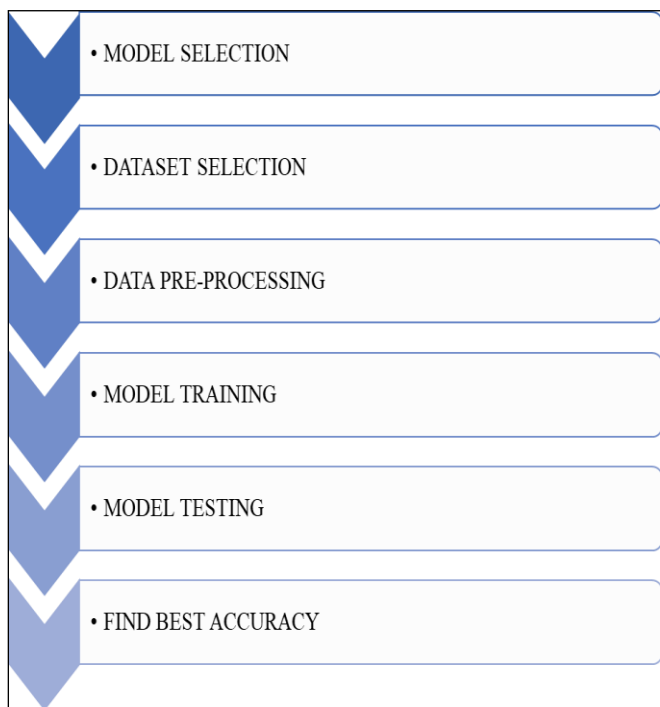 • MODEL SELECTION
• DATASET SELECTION
• DATA PRE-PROCESSING
• MODEL TRAINING
• MODEL TESTING
• FIND BEST ACCURACY